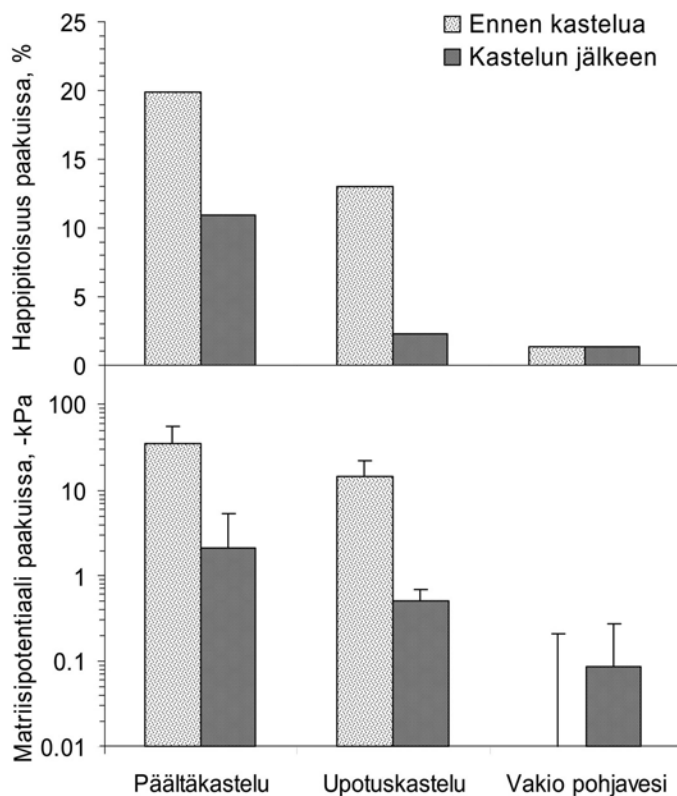 Ennen kastelua
Kastelun jälkeen
Happipitoisuus paakuissa, %
25
20
15
10
5
0
Matriisipotentiaali paakuissa, -kPa
100
10
1
0.1
0.01
Päältäkastelu Upotuskastelu Vakio pohjavesi